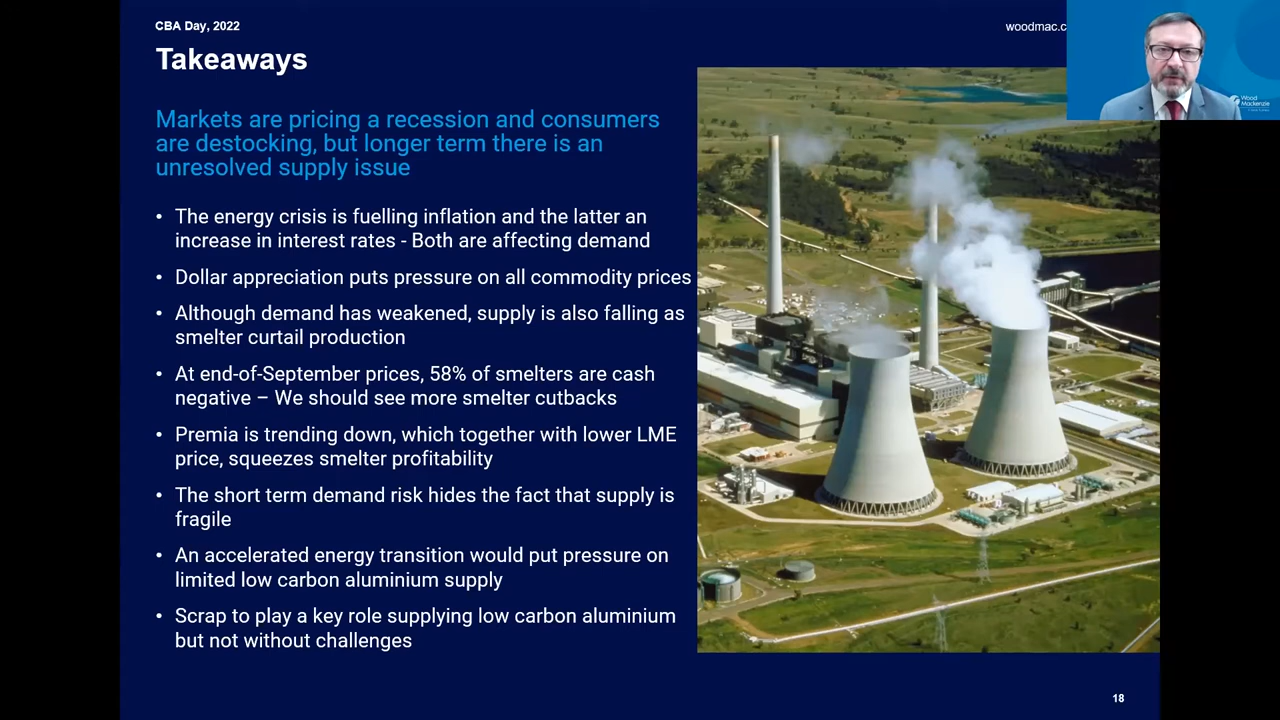 CBA Day, 2022
woodmac.c
Takeaways
Wood
Mackenzie
Markets are pricing a recession and consumers
are destocking, but longer term there is an
unresolved supply issue
• The energy crisis is fuelling inflation and the latter an
increase in interest rates - Both are affecting demand
• Dollar appreciation puts pressure on all commodity prices
• Although demand has weakened, supply is also falling as
smelter curtail production
• At end-of-September prices, 58% of smelters are cash
negative – We should see more smelter cutbacks
• Premia is trending down, which together with lower LME
price, squeezes smelter profitability
• The short term demand risk hides the fact that supply is
fragile
• An accelerated energy transition would put pressure on
limited low carbon aluminium supply
• Scrap to play a key role supplying low carbon aluminium
but not without challenges
18